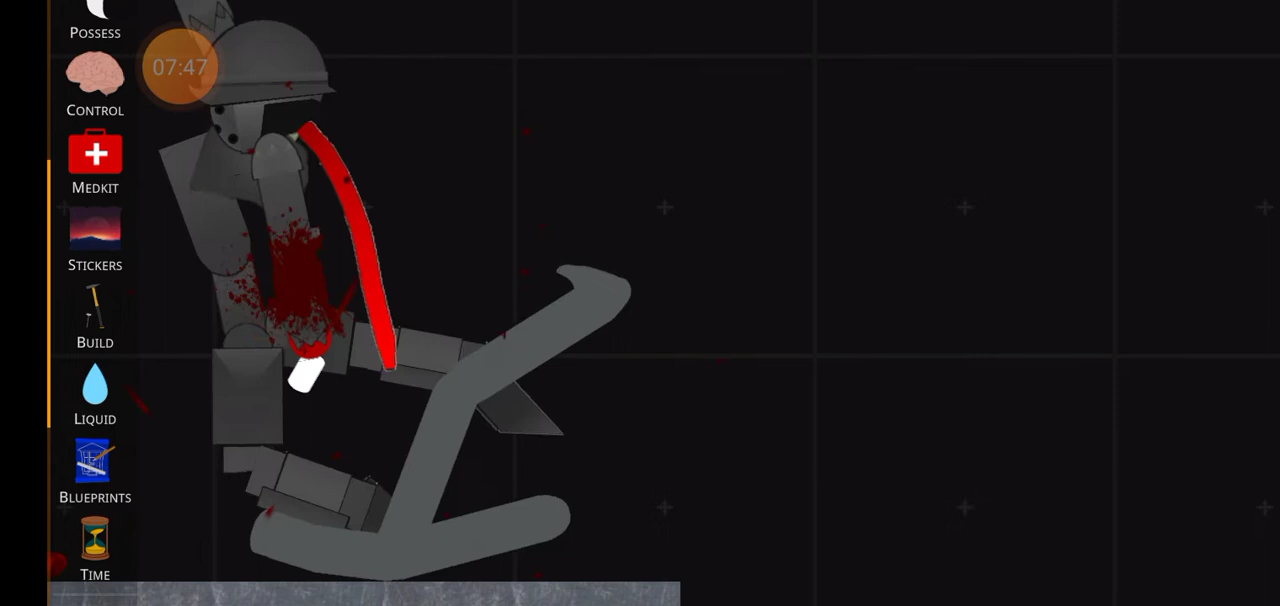 POSSESS
07:47
CONTROL
MEDKIT
STICKERS
BUILD
LIQUID
BLUEPRINTS
TIME